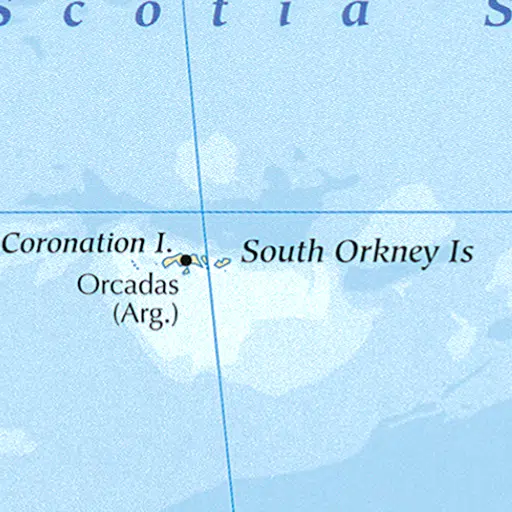 Scotia S
Coronation I.
South Orkney Is
Orcadas
(Arg.)